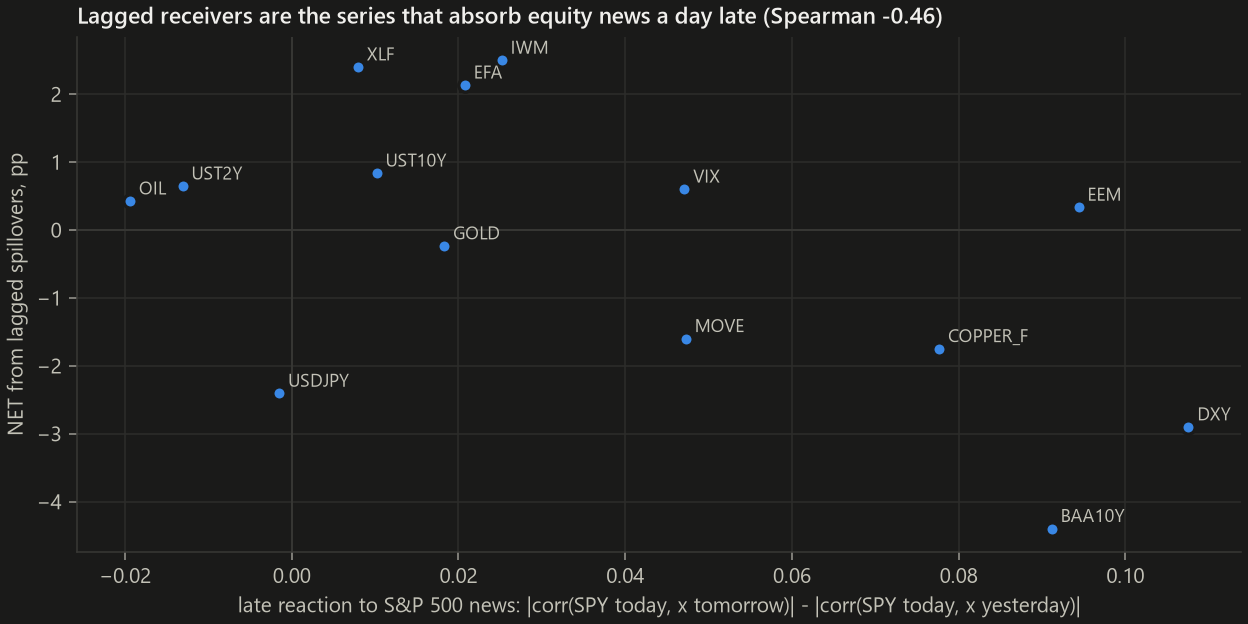 Lagged receivers are the series that absorb equity news a day late (Spearman -0.46)
NET from lagged spillovers, pp
2
1
0
−1
−2
−3
−4
XLF
IWM
EFA
UST10Y
UST2Y
OIL
VIX
EEM
GOLD
MOVE
COPPER_F
USDJPY
DXY
BAA10Y
−0.02
0.00
0.02
0.04
0.06
0.08
0.10
late reaction to S&P 500 news: |corr(SPY today, x tomorrow)| - |corr(SPY today, x yesterday)|